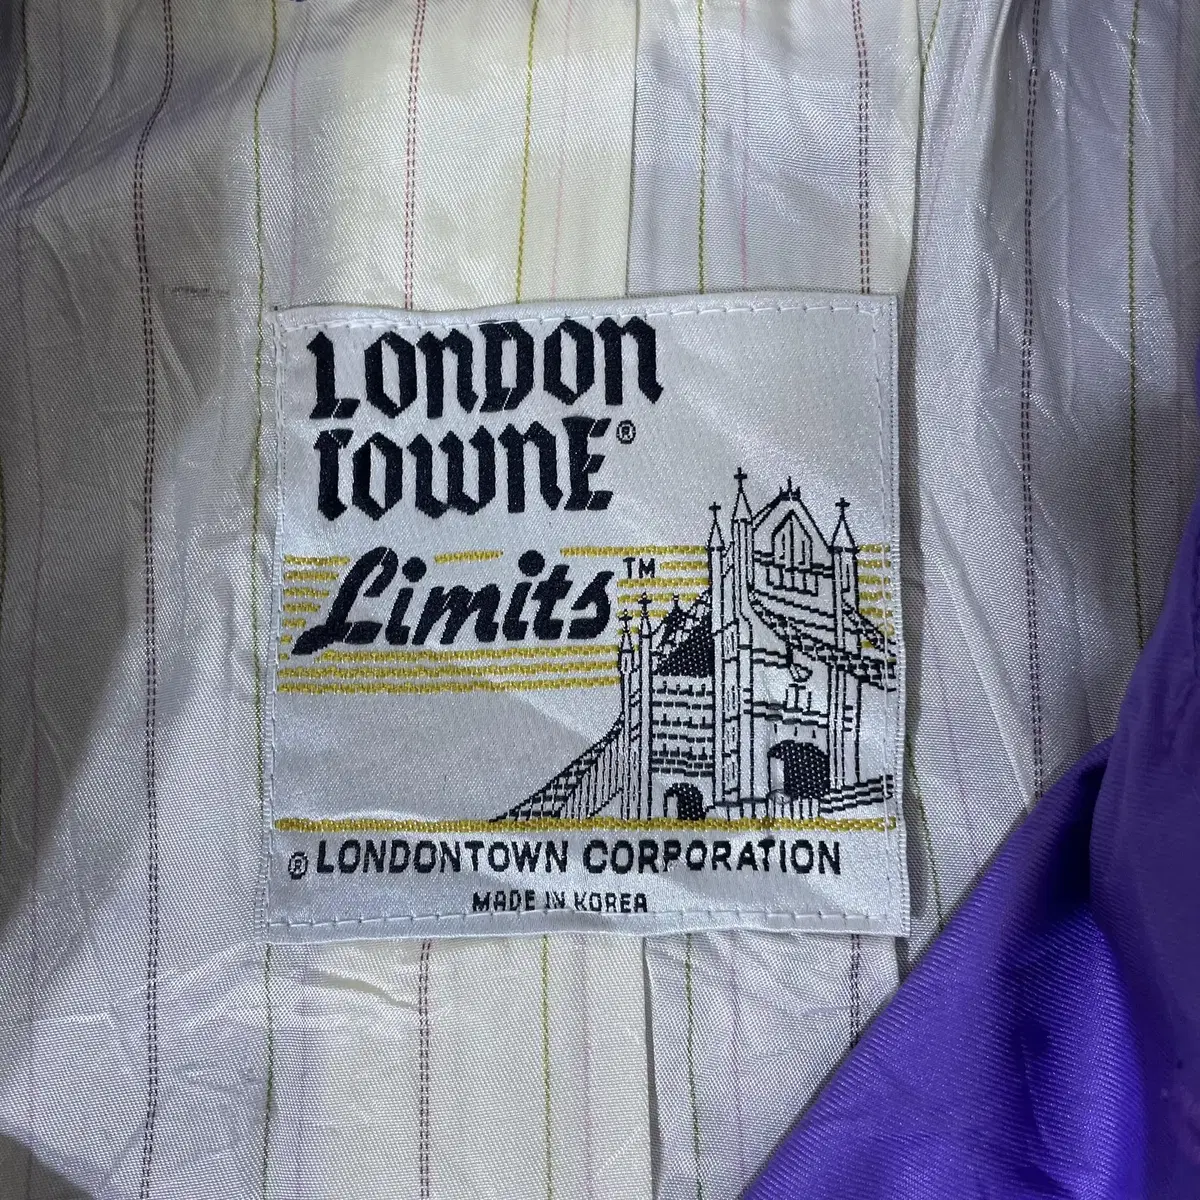 LONDON
TOWNE®
Limits™
® LONDONTOWN CORPORATION
MADE IN KOREA